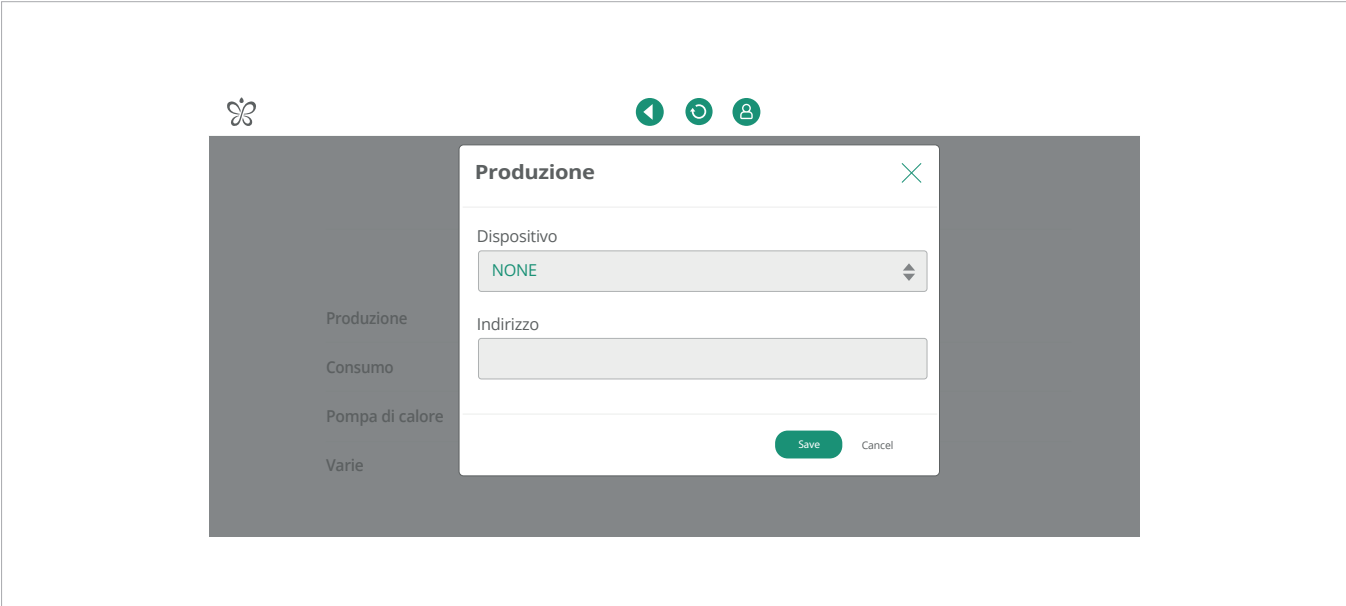 Produzione
Dispositivo
NONE
Indirizzo
Produzione
Consumo
Pompa di calore
Varie
Save
Cancel